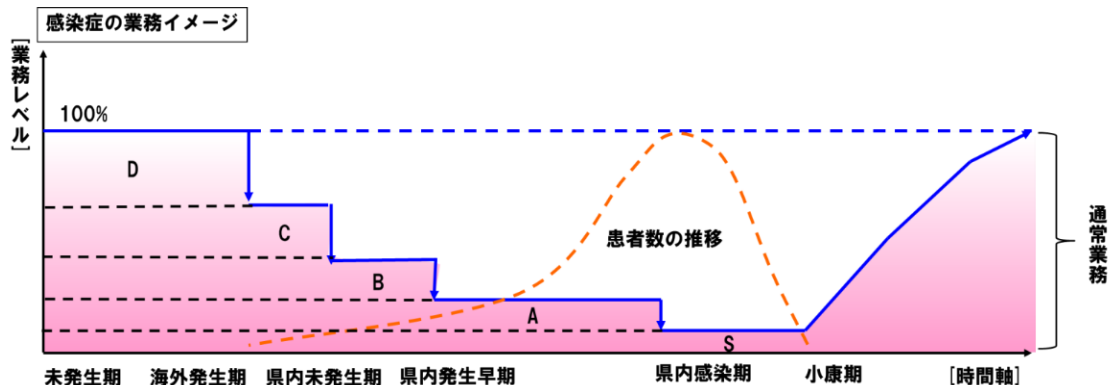 感染症の業務イメージ
[業務レベル]
100%
D
C
B
A
S
患者数の推移
通常業務
未発生期
海外発生期
県内未発生期
県内発生早期
県内感染期
小康期
[時間軸]